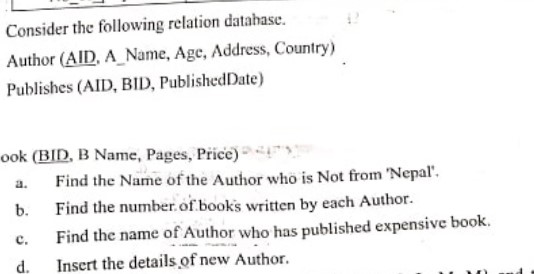 Consider the following relation database.
Author (AID, A_Name, Age, Address, Country)
Publishes (AID, BID, PublishedDate)
ook (BID, B Name, Pages, Price)
a. Find the Name of the Author who is Not from 'Nepal'.
b. Find the number of books written by each Author.
c. Find the name of Author who has published expensive book.
d. Insert the details of new Author.